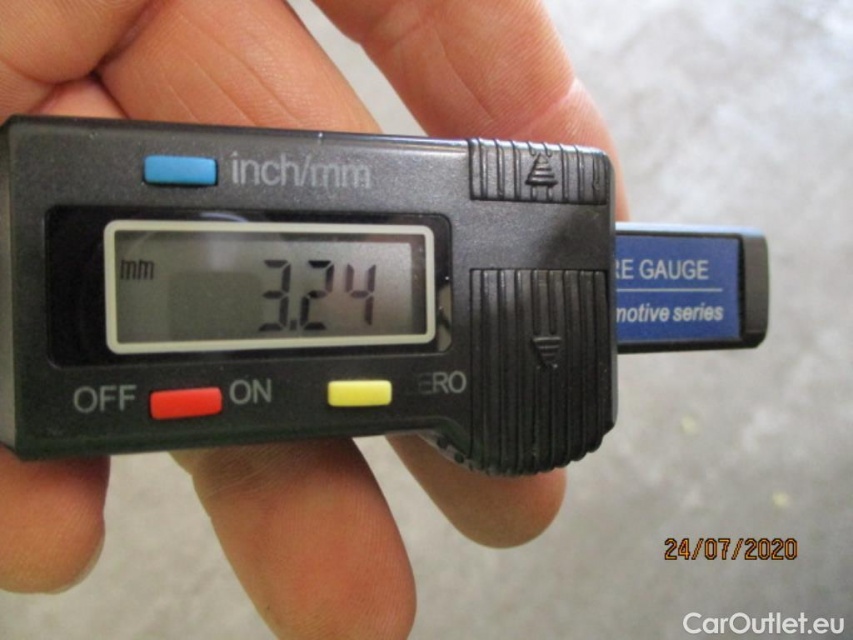 inch/mm
mm
3.24
OFF ON ERO
RE GAUGE
motive series
24/07/2020
CarOutlet.eu